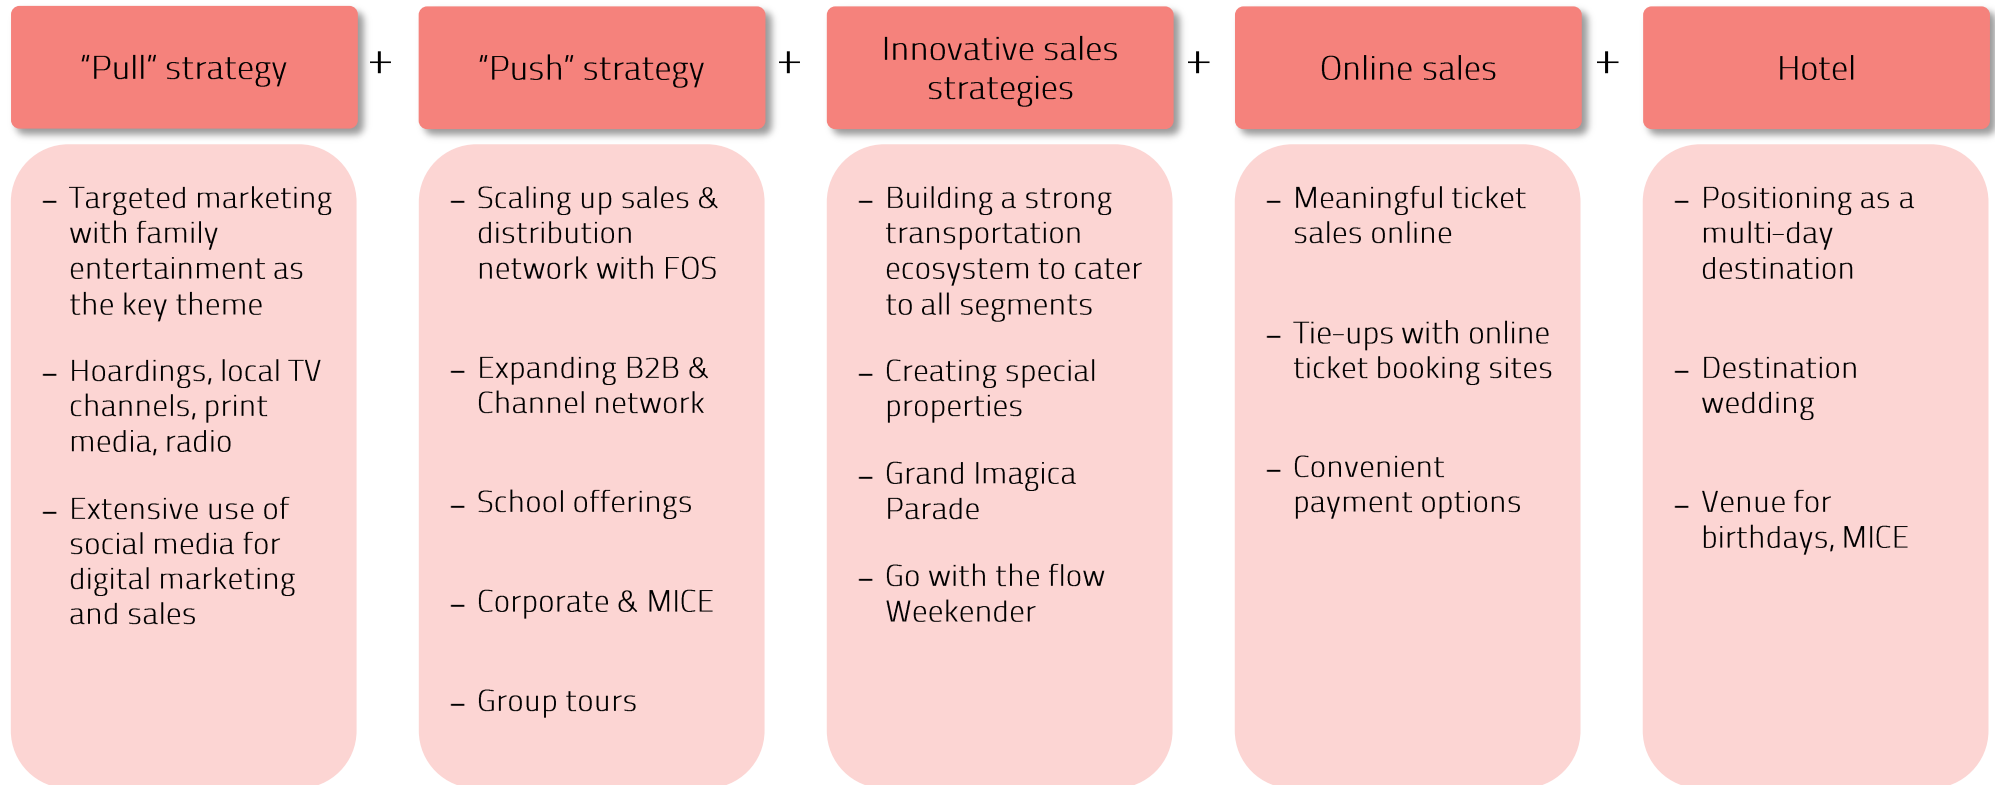 "Pull" strategy
+
"Push" strategy
+
Innovative sales
strategies
+
Online sales
+
Hotel
– Targeted marketing
with family
entertainment as
the key theme
– Hoardings, local TV
channels, print
media, radio
– Extensive use of
social media for
digital marketing
and sales
– Scaling up sales &
distribution
network with FOS
– Expanding B2B &
Channel network
– School offerings
– Corporate & MICE
– Group tours
– Building a strong
transportation
ecosystem to cater
to all segments
– Creating special
properties
– Grand Imagica
Parade
– Go with the flow
Weekender
– Meaningful ticket
sales online
– Tie-ups with online
ticket booking sites
– Convenient
payment options
– Positioning as a
multi-day
destination
– Destination
wedding
– Venue for
birthdays, MICE